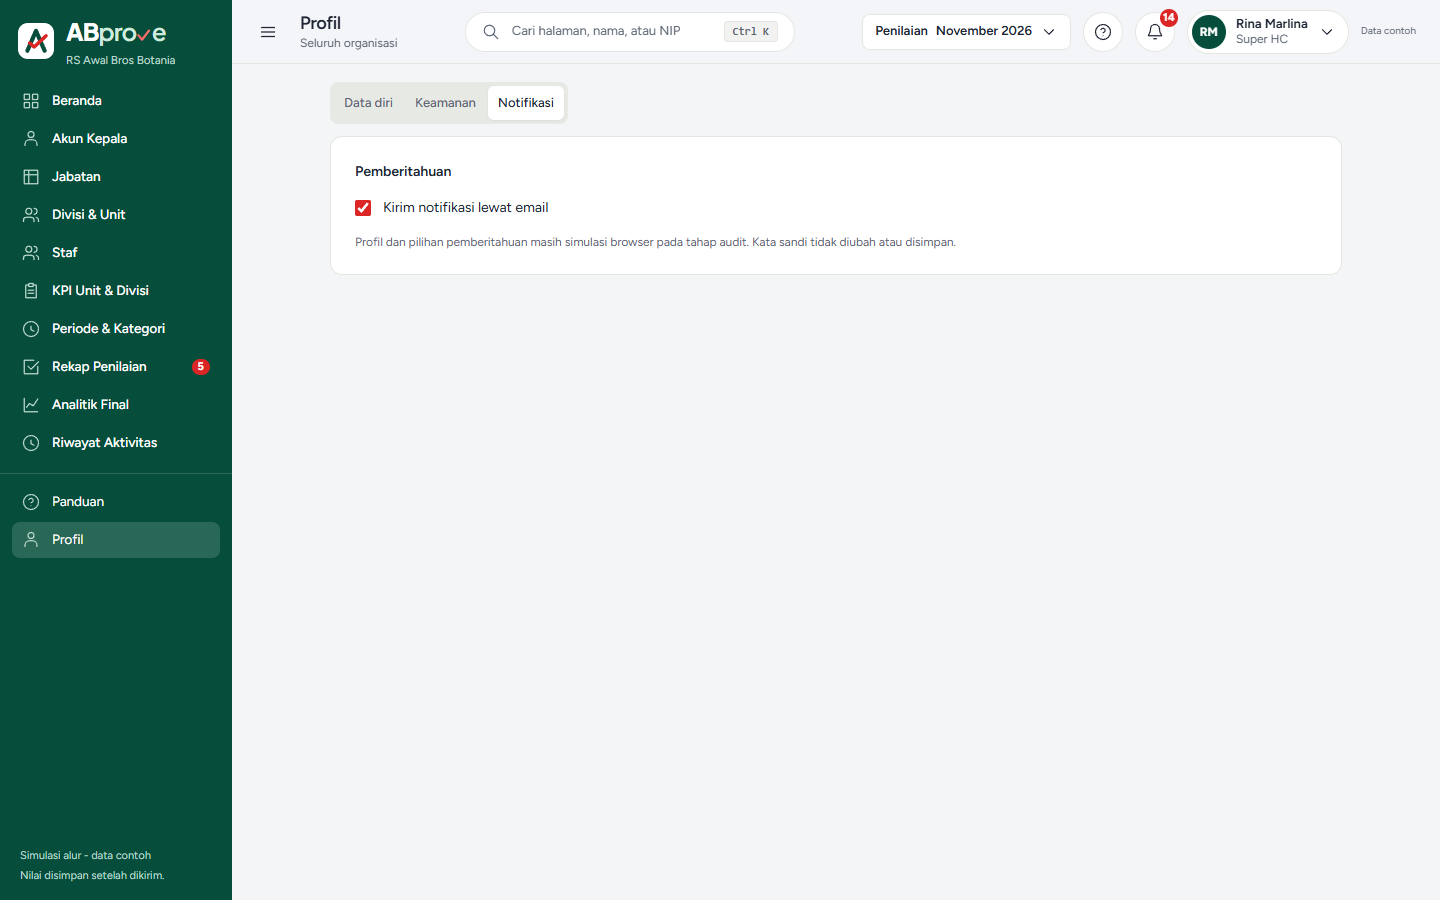 ABprove
RS Awal Bros Botania
Beranda
Akun Kepala
Jabatan
Divisi & Unit
Staf
KPI Unit & Divisi
Periode & Kategori
Rekap Penilaian 5
Analitik Final
Riwayat Aktivitas
Panduan
Profil
Simulasi alur - data contoh
Nilai disimpan setelah dikirim.
Profil
Seluruh organisasi
Cari halaman, nama, atau NIP Ctrl K
Penilaian November 2026
14
RM
Rina Marlina
Super HC
Data contoh
Data diri Keamanan Notifikasi
Pemberitahuan
Kirim notifikasi lewat email
Profil dan pilihan pemberitahuan masih simulasi browser pada tahap audit. Kata sandi tidak diubah atau disimpan.